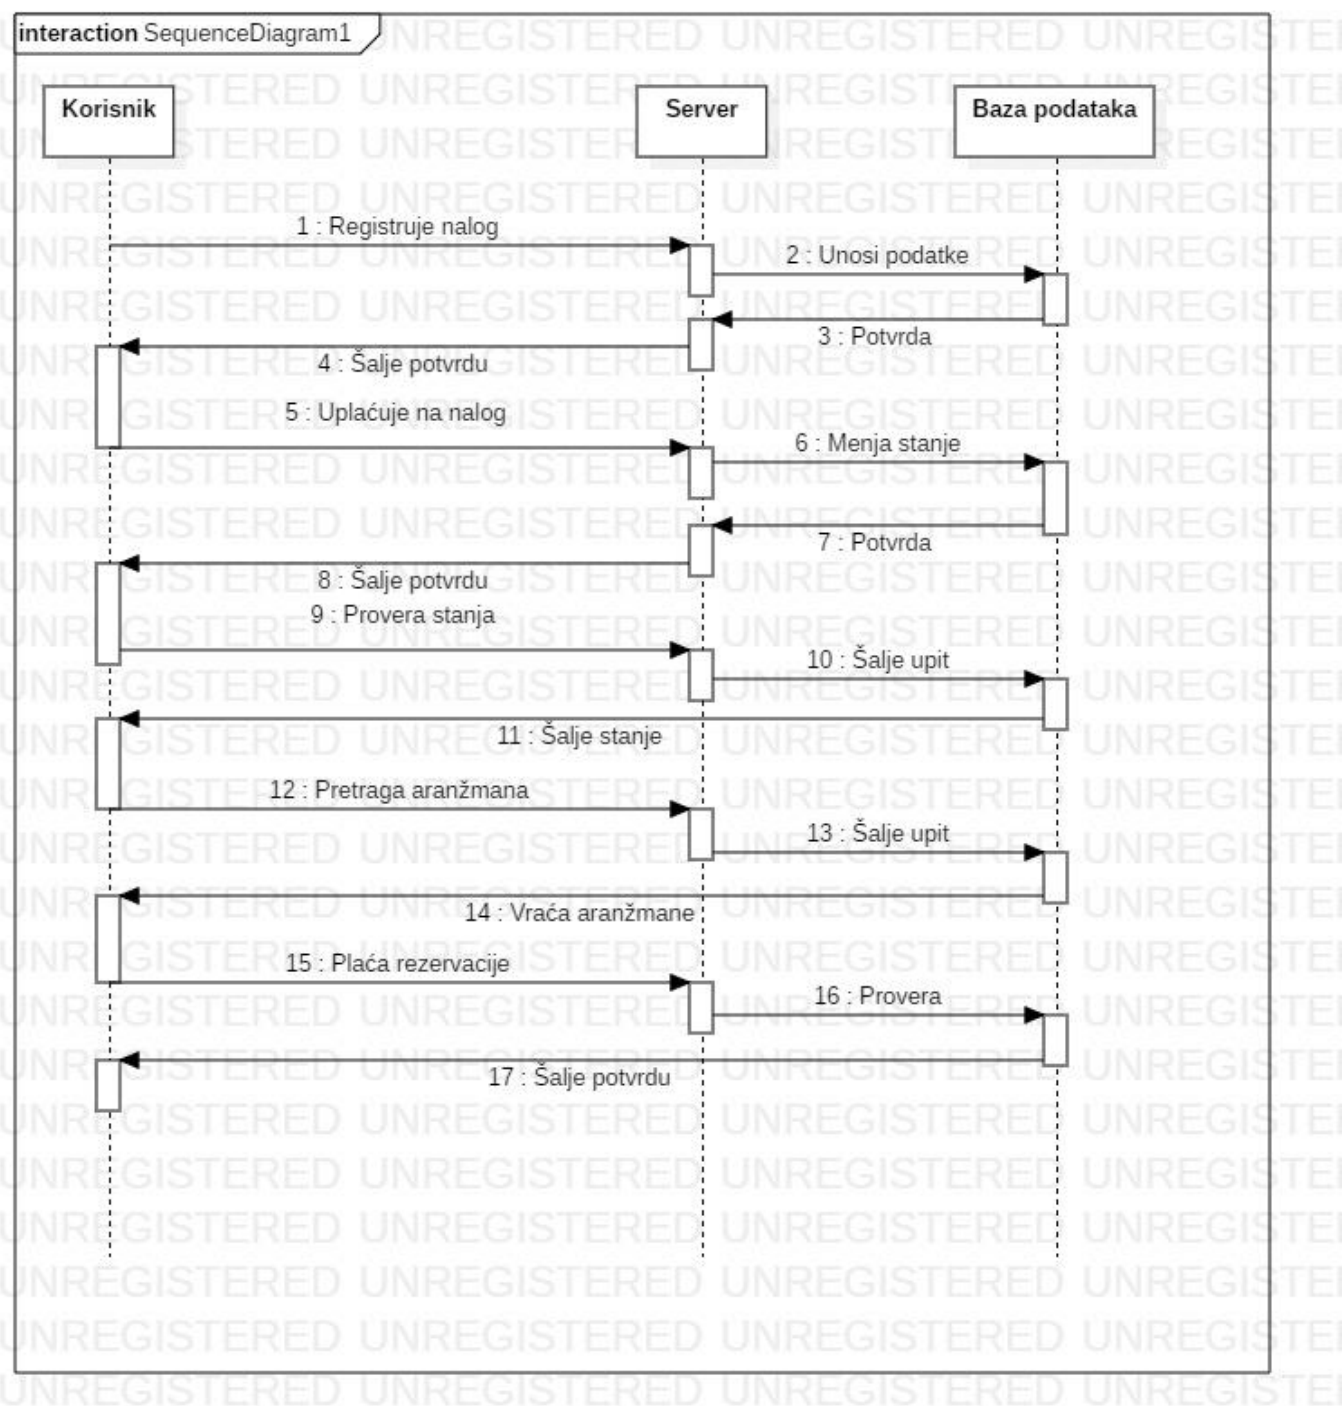 interaction SequenceDiagram1
Korisnik
Server
Baza podataka
1 : Registruje nalog
2 : Unosi podatke
3 : Potvrda
4 : Šalje potvrdu
5 : Uplaćuje na nalog
6 : Menja stanje
7 : Potvrda
8 : Šalje potvrdu
9 : Provera stanja
10 : Šalje upit
11 : Šalje stanje
12 : Pretraga aranžmana
13 : Šalje upit
14 : Vraća aranžmane
15 : Plaća rezervacije
16 : Provera
17 : Šalje potvrdu
UNREGISTERED